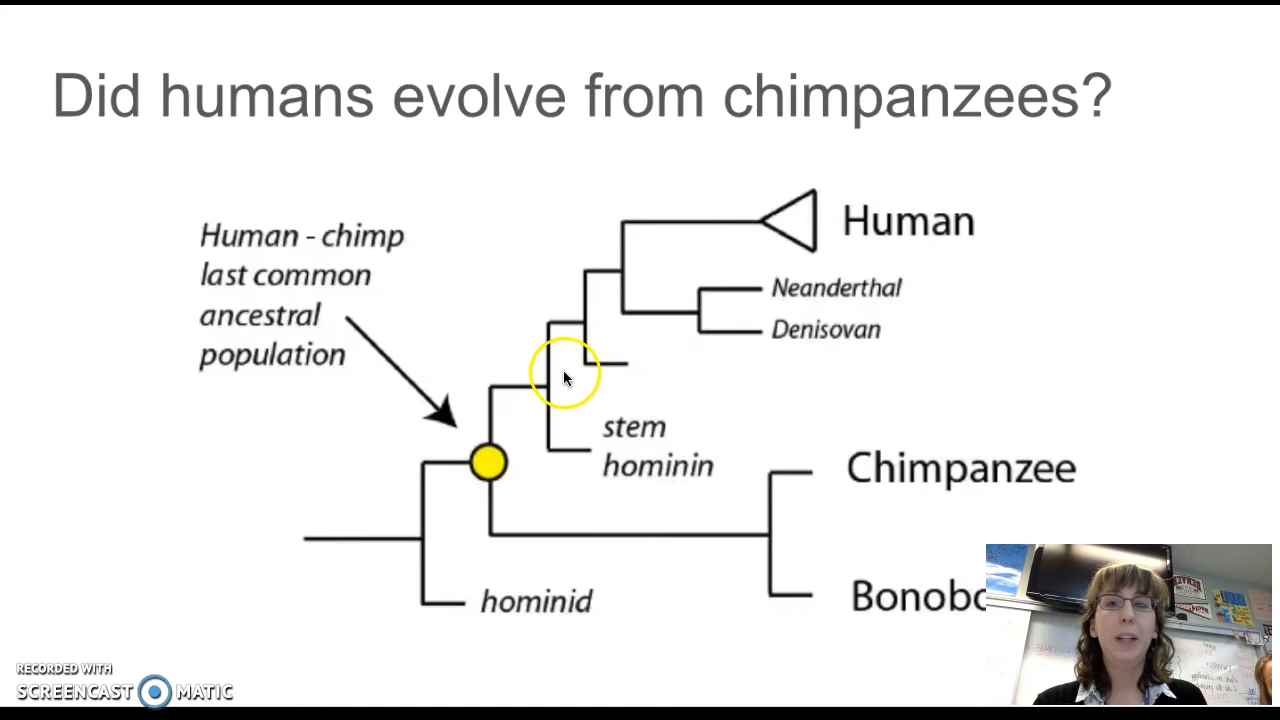 Did humans evolve from chimpanzees?
Human - chimp
last common
ancestral
population
Human
Neanderthal
Denisovan
stem
hominin
Chimpanzee
hominid
Bonobo
RECORDED WITH
SCREENCAST MATIC